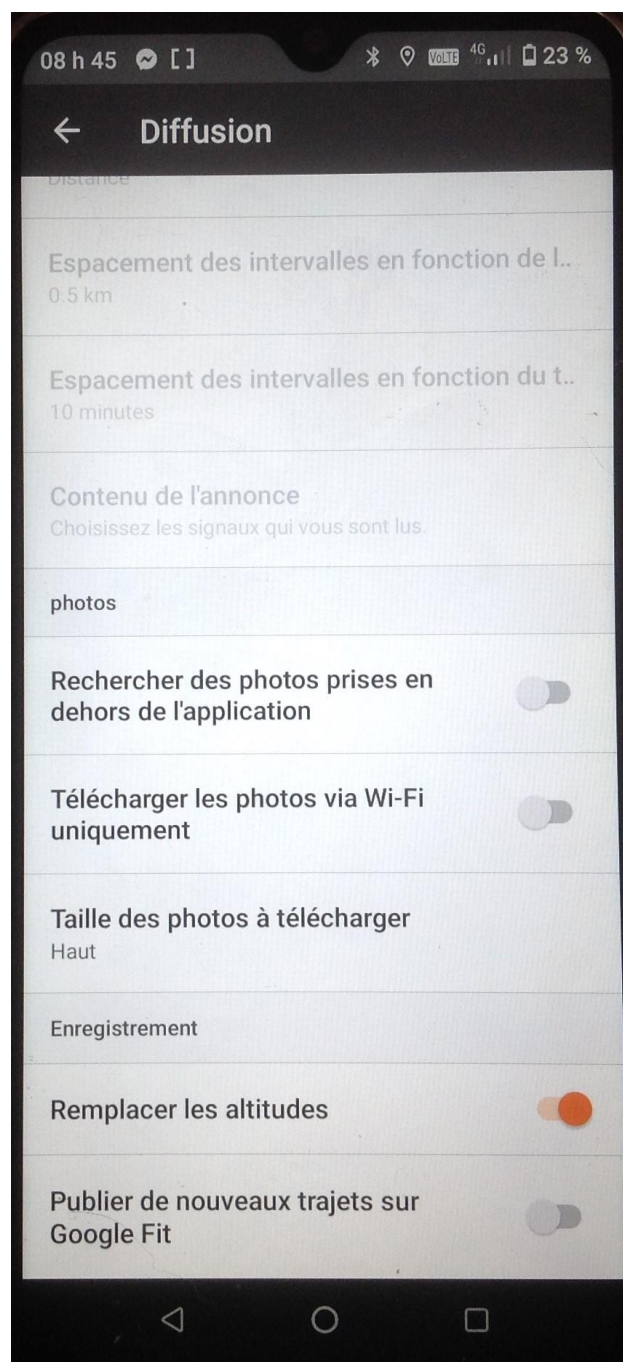 08 h 45
VoLTE 4G 23 %
Diffusion
Distance
Espacement des intervalles en fonction de l..
0.5 km
Espacement des intervalles en fonction du t..
10 minutes
Contenu de l'annonce
Choisissez les signaux qui vous sont lus.
photos
Rechercher des photos prises en
dehors de l'application
Télécharger les photos via Wi-Fi
uniquement
Taille des photos à télécharger
Haut
Enregistrement
Remplacer les altitudes
Publier de nouveaux trajets sur
Google Fit